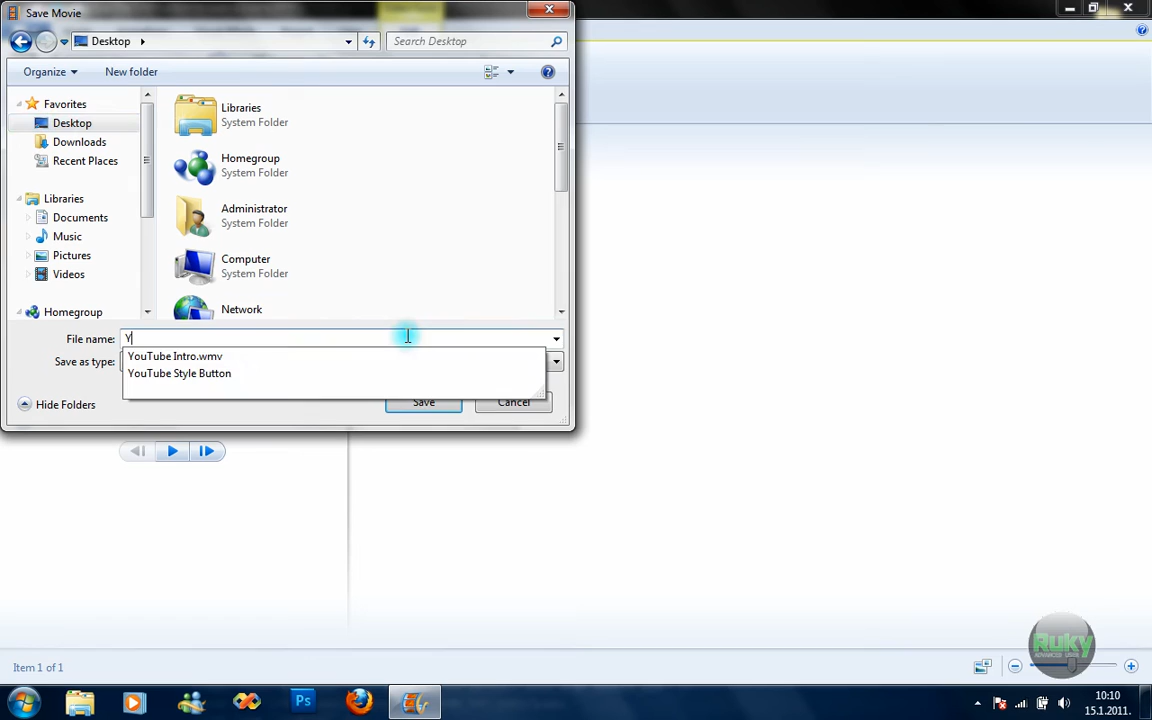 Save Movie
Desktop
Search Desktop
Organize
New folder
Favorites
Desktop
Downloads
Recent Places
Libraries
Documents
Music
Pictures
Videos
Homegroup
Libraries
System Folder
Homegroup
System Folder
Administrator
System Folder
Computer
System Folder
Network
File name:
Y
YouTube Intro.wmv
YouTube Style Button
Save as type:
Hide Folders
Save
Cancel
Item 1 of 1
Ruky
Ps
10:10
15.1.2011.